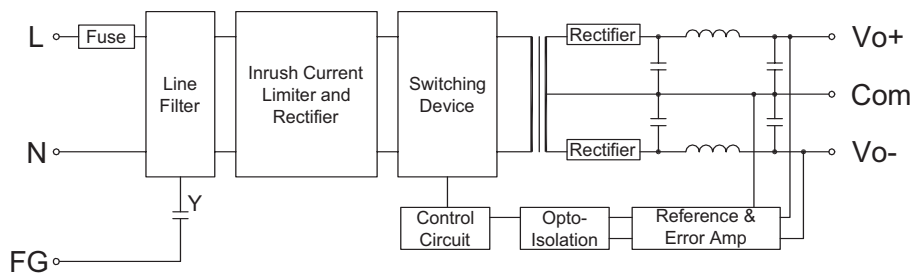 L
Fuse
Line
Filter
Inrush Current
Limiter and
Rectifier
Switching
Device
Rectifier
Vo+
Com
N
Rectifier
Vo-
Y
Control
Circuit
Opto-
Isolation
Reference &
Error Amp
FG